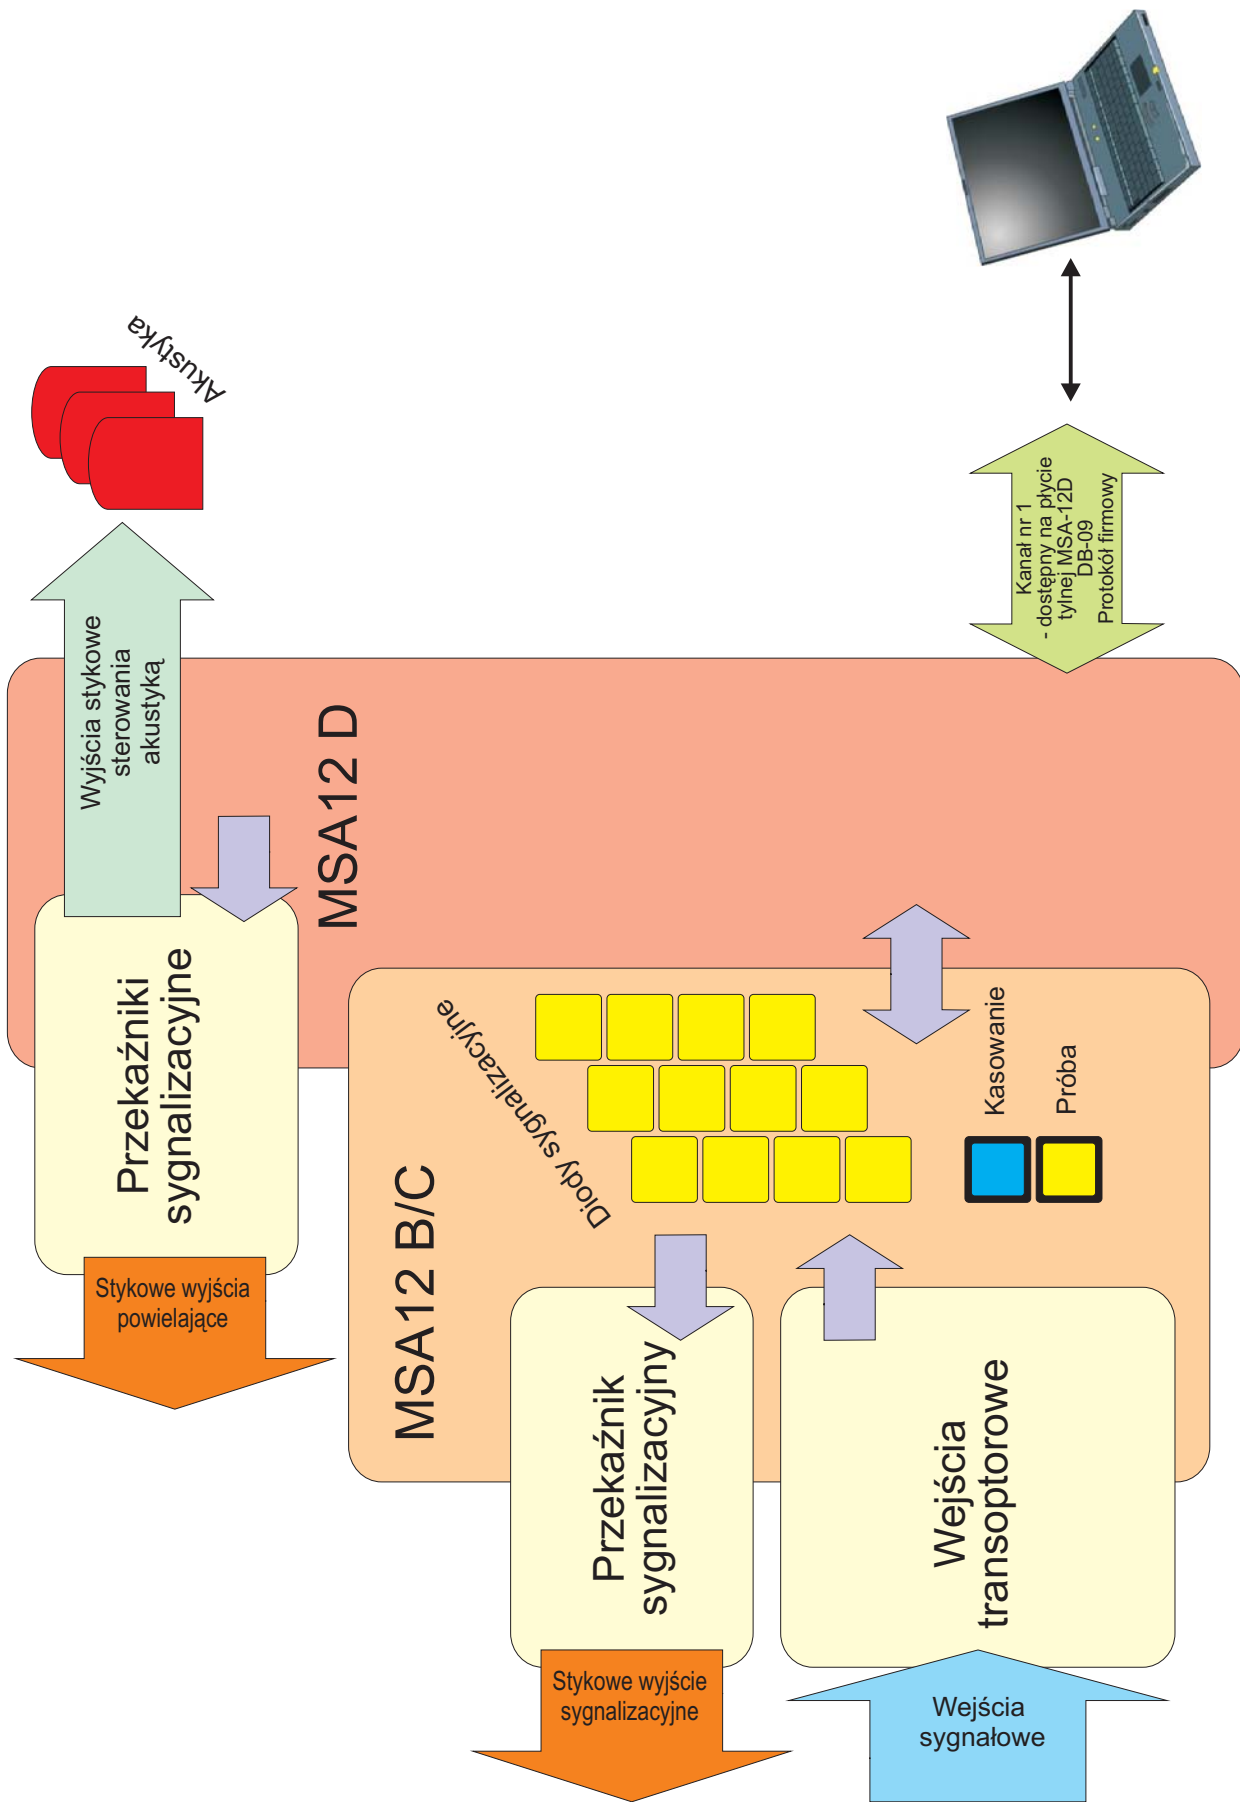 Akustyka
Wyjścia stykowe
sterowania
akustyką
Kanał nr 1
- dostępny na płycie
tylnej MSA-12D
DB-09
Protokół firmowy
MSA12 D
Przekaźniki
sygnalizacyjne
Stykowe wyjścia
powielające
MSA12 B/C
Diody sygnalizacyjne
Kasowanie
Próba
Przekaźnik
sygnalizacyjny
Wejścia
transoptorowe
Stykowe wyjście
sygnalizacyjne
Wejścia
sygnałowe